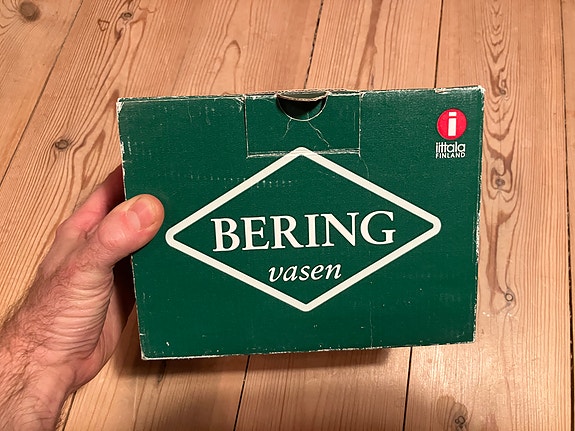 i
iittala
FINLAND
BERING
vasen